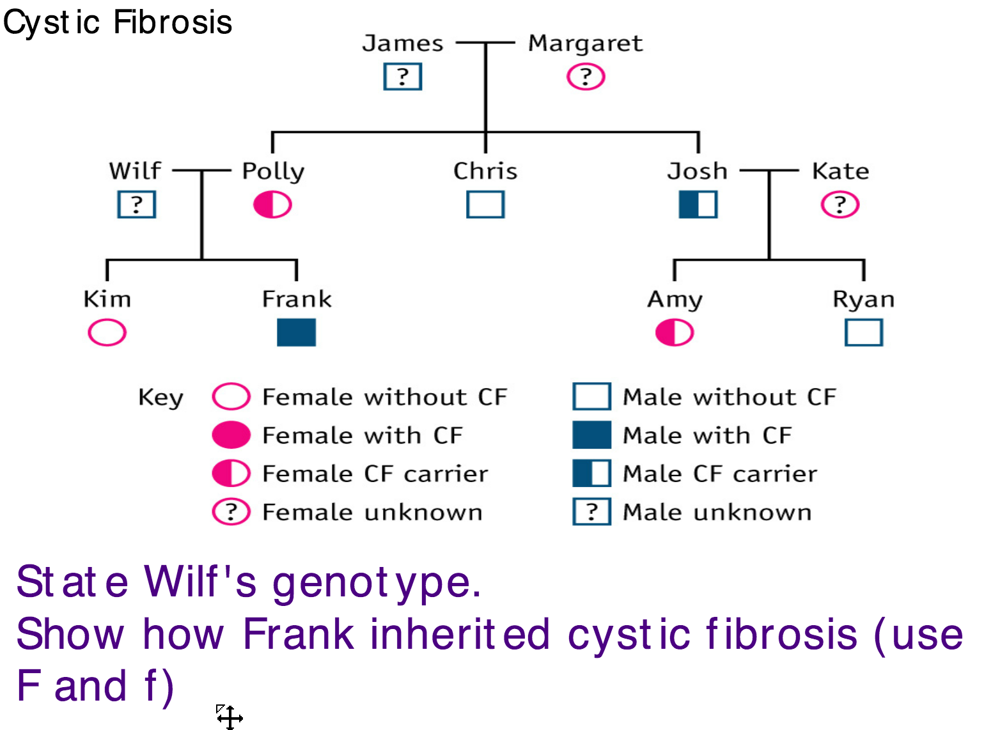 Cystic Fibrosis
James Margaret
? ?
Wilf Polly Chris Josh Kate
? ?
Kim Frank Amy Ryan
Key Female without CF Male without CF
Female with CF Male with CF
Female CF carrier Male CF carrier
? Female unknown ? Male unknown
State Wilf's genotype.
Show how Frank inherited cystic fibrosis (use
F and f)